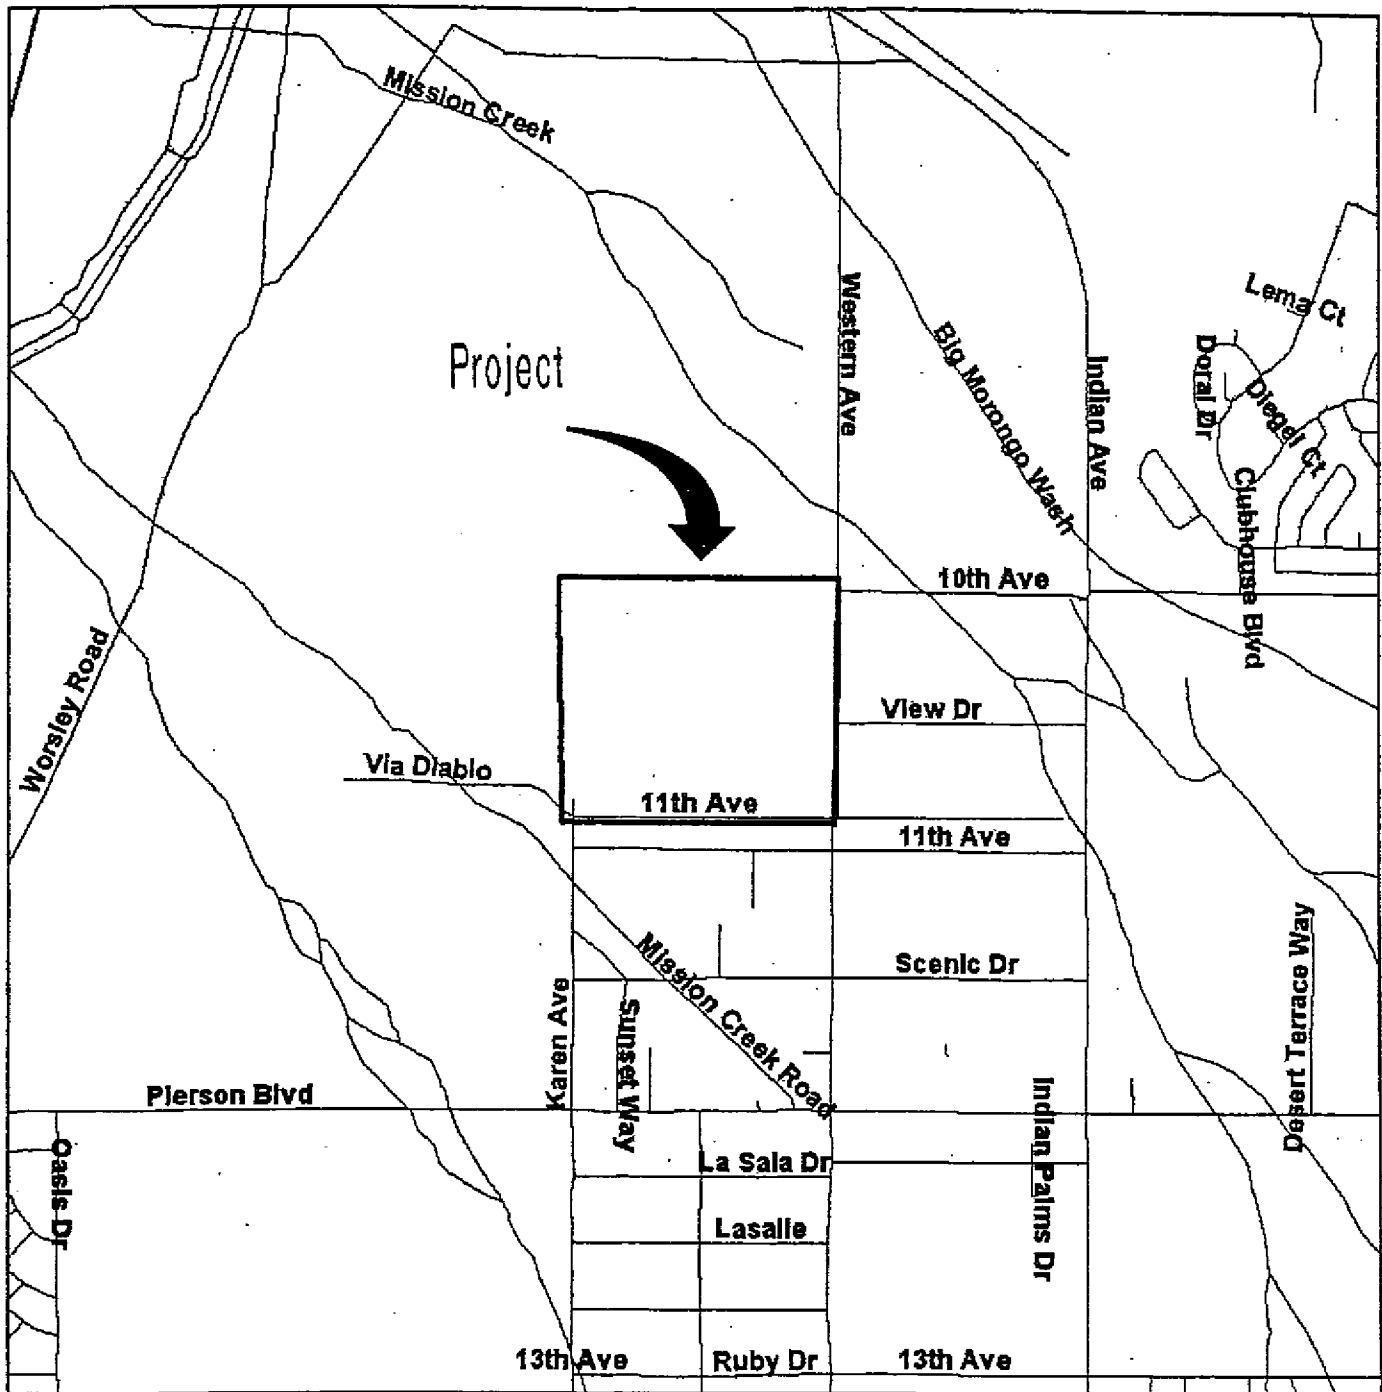 Mission Creek
Project
Western Ave
Big Morongo Wash
Indian Ave
Lema Ct
Doral Dr
Diegel Ct
Clubhouse Blvd
10th Ave
Worsley Road
View Dr
Via Diablo
11th Ave
11th Ave
Mission Creek Road
Scenic Dr
Karen Ave
Sunset Way
Desert Terrace Way
Pierson Blvd
Indian Palms Dr
Oasis Dr
La Sala Dr
Lasalle
13th Ave
Ruby Dr
13th Ave